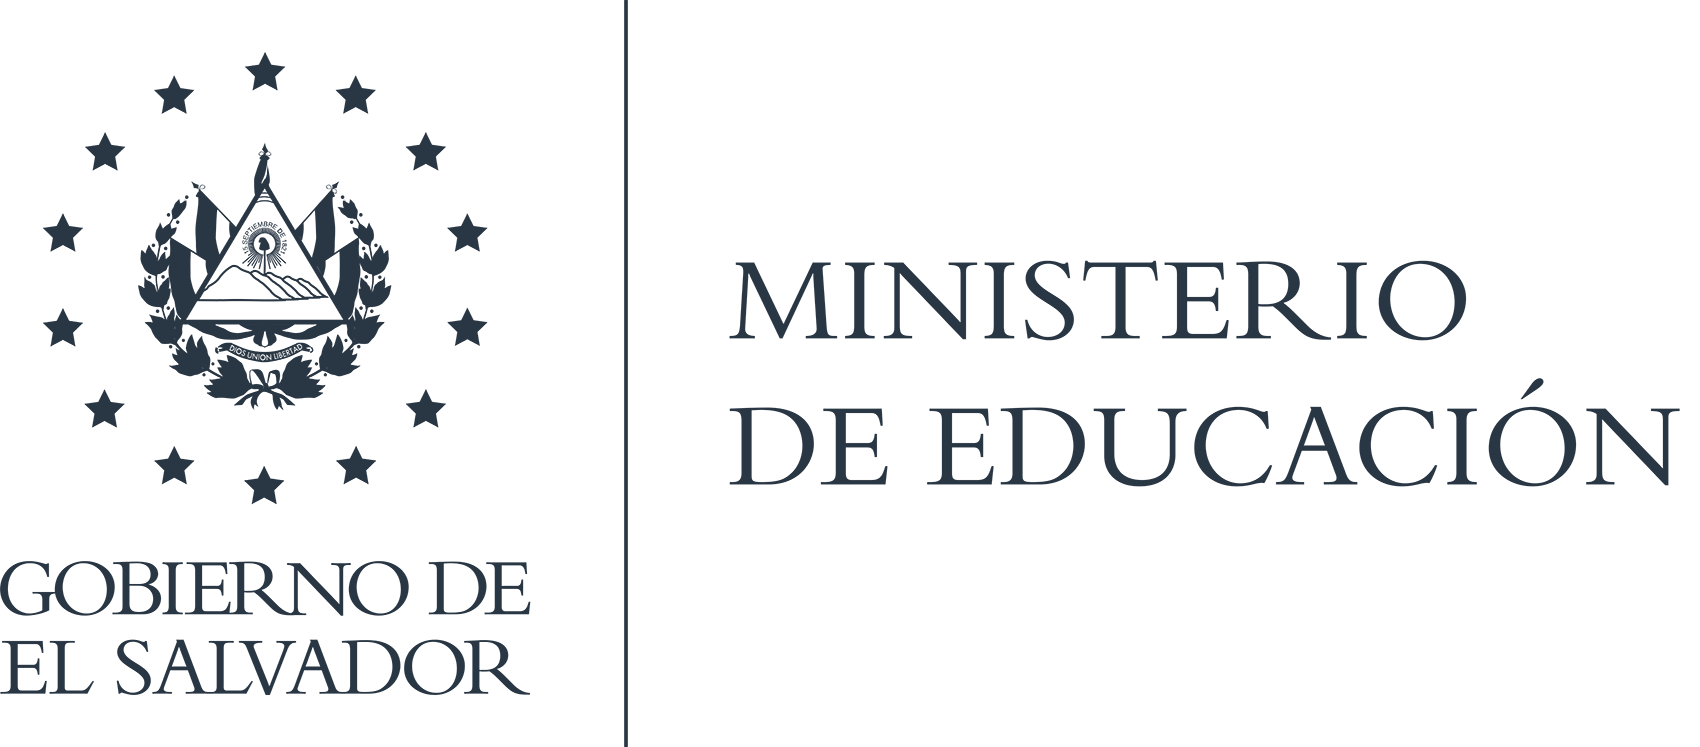 15 SEPTIEMBRE DE 1821
DIOS UNION LIBERTAD
GOBIERNO DE
EL SALVADOR
MINISTERIO
DE EDUCACIÓN